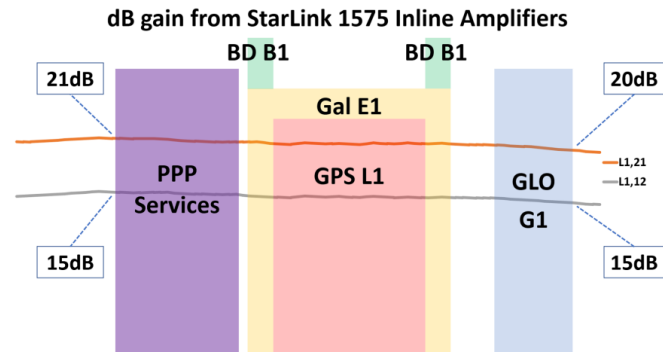 dB gain from StarLink 1575 Inline Amplifiers
BD B1
BD B1
21dB
20dB
Gal E1
L1,21
PPP
Services
GPS L1
GLO
G1
L1,12
15dB
15dB